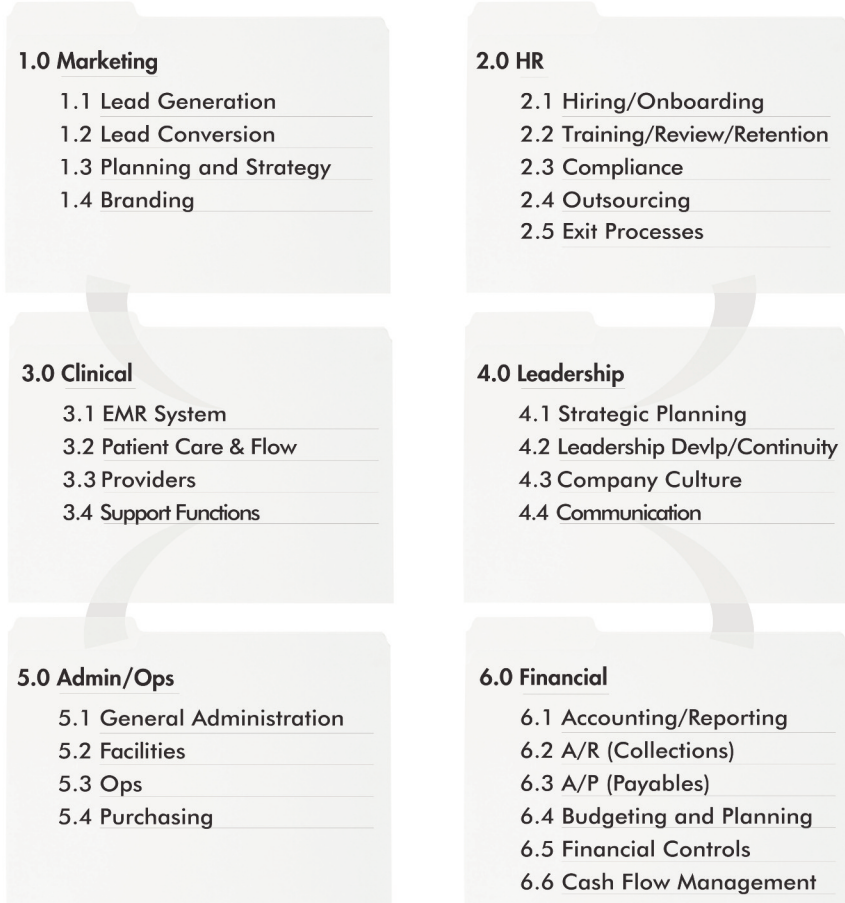 1.0 Marketing
1.1 Lead Generation
1.2 Lead Conversion
1.3 Planning and Strategy
1.4 Branding
2.0 HR
2.1 Hiring/Onboarding
2.2 Training/Review/Retention
2.3 Compliance
2.4 Outsourcing
2.5 Exit Processes
3.0 Clinical
3.1 EMR System
3.2 Patient Care & Flow
3.3 Providers
3.4 Support Functions
4.0 Leadership
4.1 Strategic Planning
4.2 Leadership Devlp/Continuity
4.3 Company Culture
4.4 Communication
5.0 Admin/Ops
5.1 General Administration
5.2 Facilities
5.3 Ops
5.4 Purchasing
6.0 Financial
6.1 Accounting/Reporting
6.2 A/R (Collections)
6.3 A/P (Payables)
6.4 Budgeting and Planning
6.5 Financial Controls
6.6 Cash Flow Management